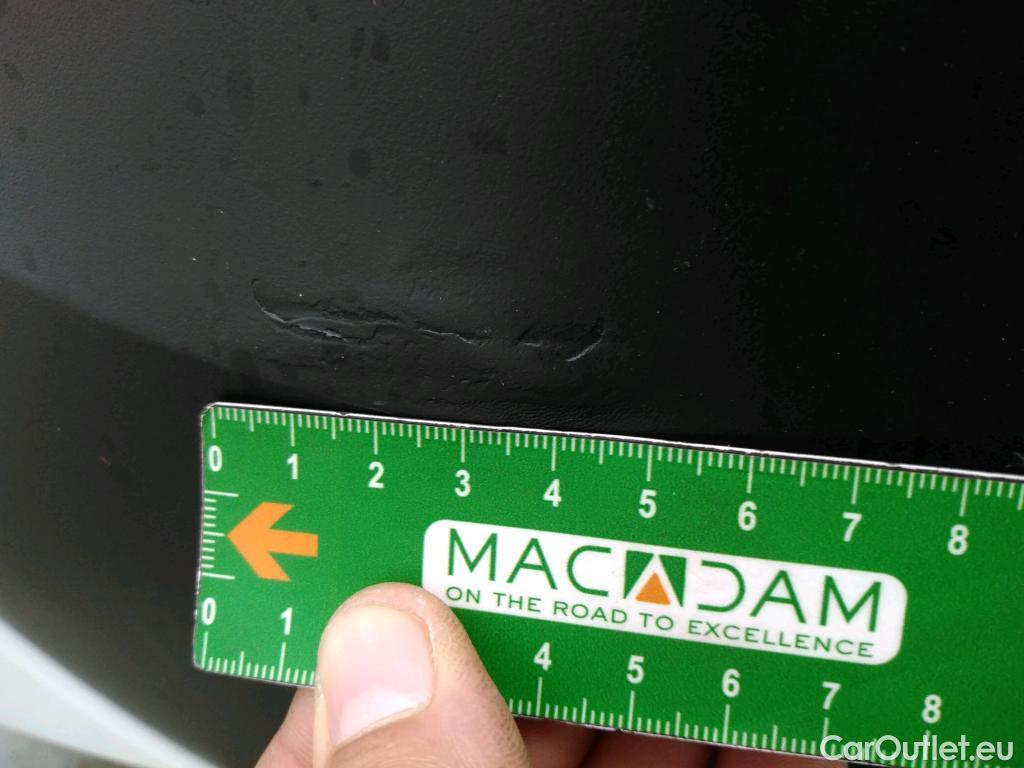 0 1 2 3 4 5 6 7 8
MACADAM
ON THE ROAD TO EXCELLENCE
0 1 4 5 6 7 8
CarOutlet.eu